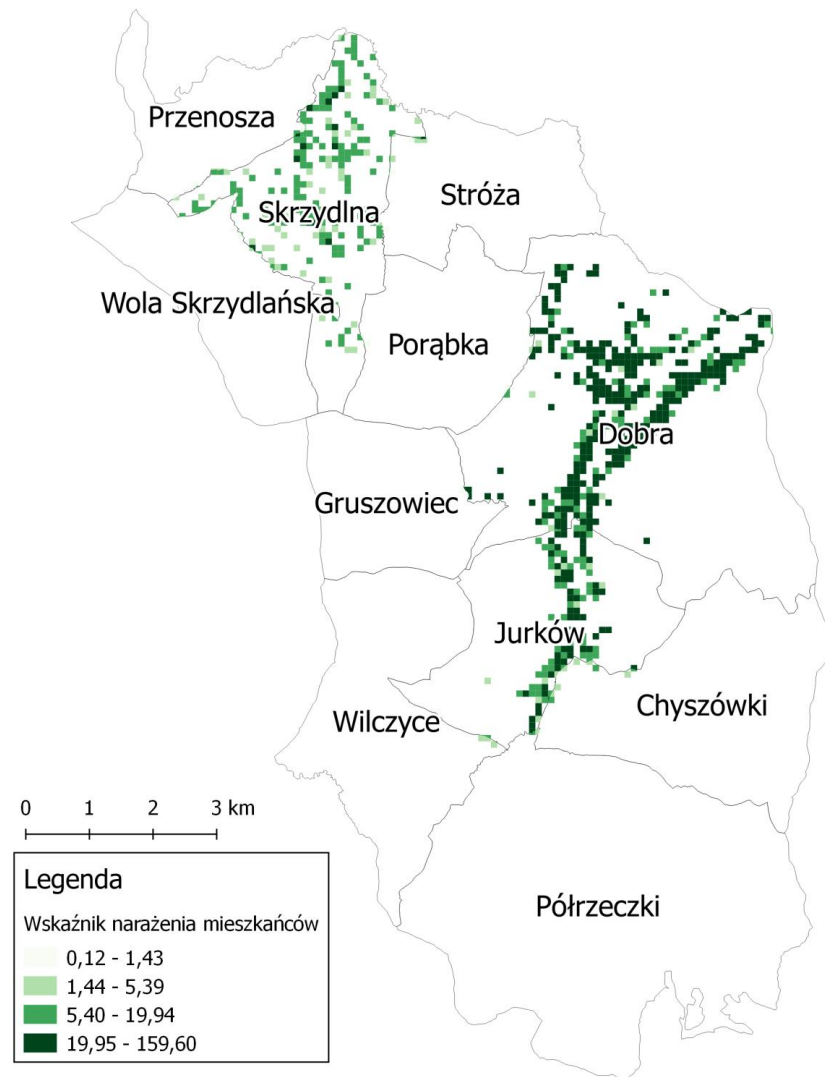 Przenosza
Stróża
Skrzydlna
Wola Skrzydlańska
Porąbka
Dobra
Gruszowiec
Jurków
Chyszówki
Wilczyce
0 1 2 3 km
Legenda
Wskaźnik narażenia mieszkańców
0,12 - 1,43
1,44 - 5,39
5,40 - 19,94
19,95 - 159,60
Półrzeczki